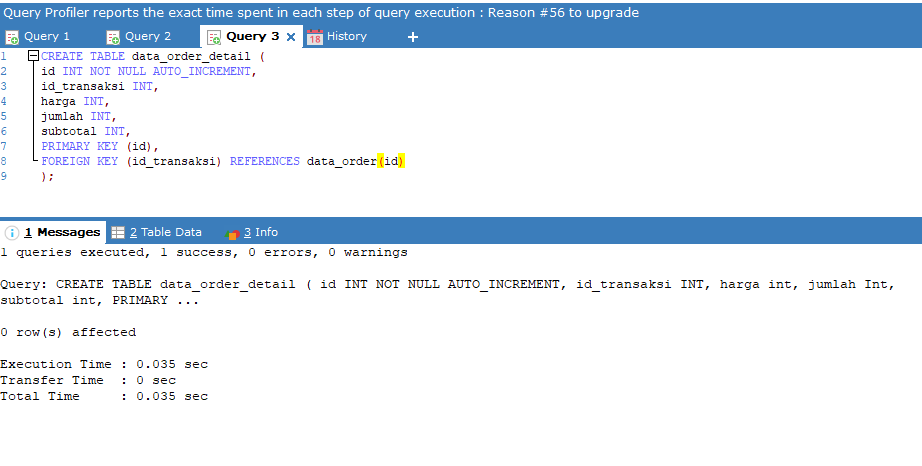 Query Profiler reports the exact time spent in each step of query execution : Reason #56 to upgrade
Query 1 Query 2 Query 3 × 18 History +
1 CREATE TABLE data_order_detail (
2 id INT NOT NULL AUTO_INCREMENT,
3 id_transaksi INT,
4 harga INT,
5 jumlah INT,
6 subtotal INT,
7 PRIMARY KEY (id),
8 FOREIGN KEY (id_transaksi) REFERENCES data_order(id)
9 );
1 Messages 2 Table Data 3 Info
1 queries executed, 1 success, 0 errors, 0 warnings
Query: CREATE TABLE data_order_detail ( id INT NOT NULL AUTO_INCREMENT, id_transaksi INT, harga int, jumlah Int,
subtotal int, PRIMARY ...
0 row(s) affected
Execution Time : 0.035 sec
Transfer Time : 0 sec
Total Time : 0.035 sec